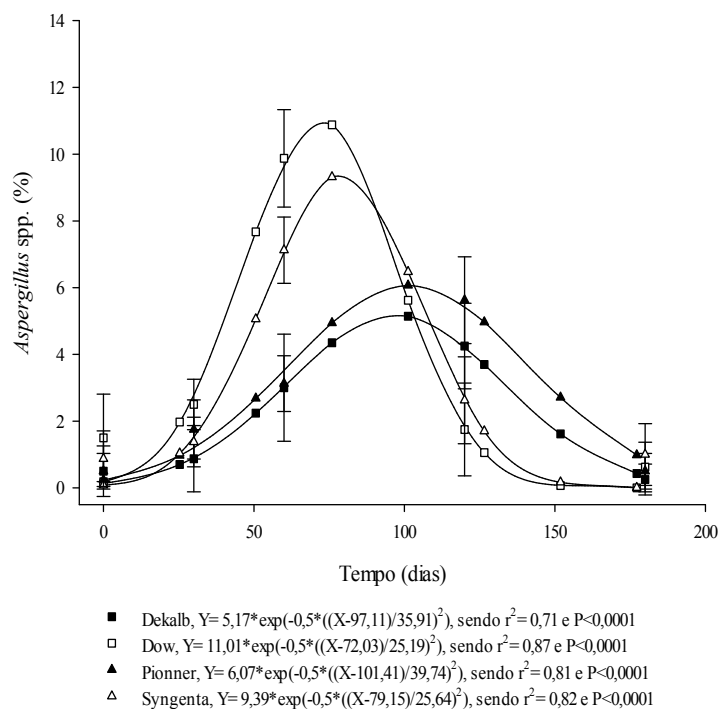 14
12
10
8
6
4
2
0
Aspergillus spp. (%)
0 50 100 150 200
Tempo (dias)
Dekalb, Y= 5,17*exp(-0,5*((X-97,11)/35,91)²), sendo r²= 0,71 e P<0,0001
Dow, Y= 11,01*exp(-0,5*((X-72,03)/25,19)²), sendo r²= 0,87 e P<0,0001
Pionner, Y= 6,07*exp(-0,5*((X-101,41)/39,74)²), sendo r²= 0,81 e P<0,0001
Syngenta, Y= 9,39*exp(-0,5*((X-79,15)/25,64)²), sendo r²= 0,82 e P<0,0001